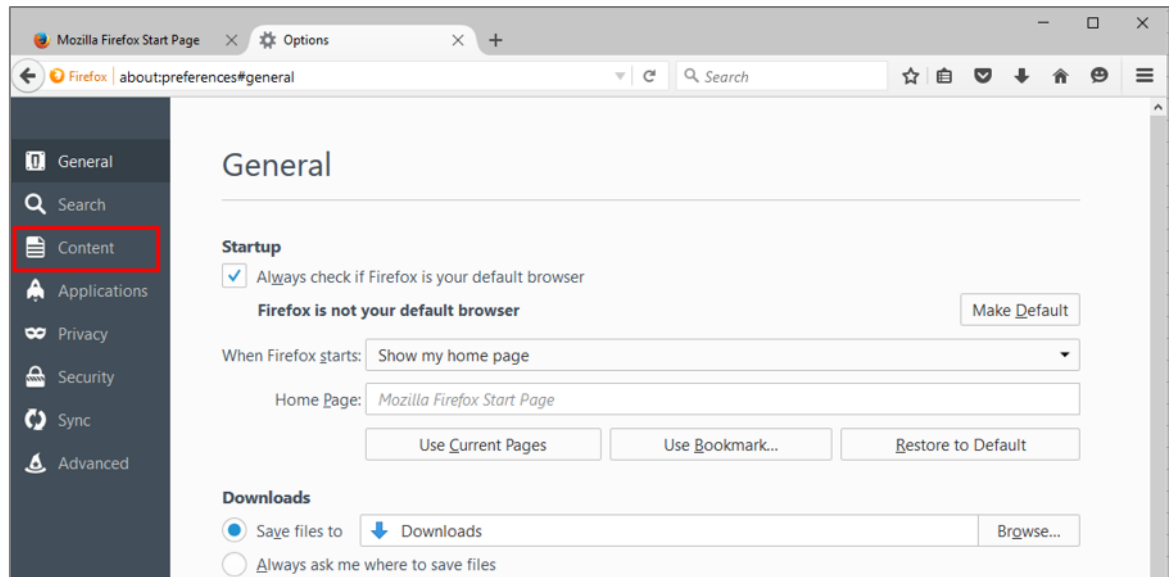 Mozilla Firefox Start Page
Options
Firefox about:preferences#general
Search
General
Search
Content
Applications
Privacy
Security
Sync
Advanced
General
Startup
Always check if Firefox is your default browser
Firefox is not your default browser
Make Default
When Firefox starts: Show my home page
Home Page: Mozilla Firefox Start Page
Use Current Pages
Use Bookmark...
Restore to Default
Downloads
Save files to Downloads
Browse...
Always ask me where to save files